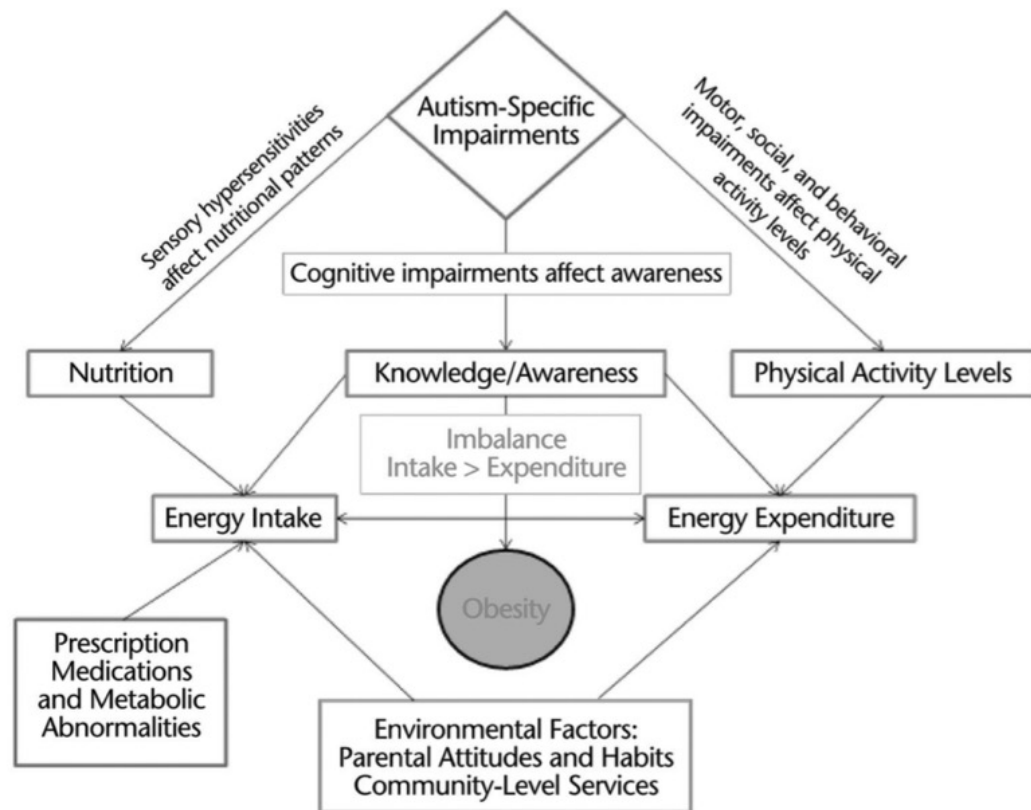 Autism-Specific
Impairments
Sensory hypersensitivities
affect nutritional patterns
Motor, social, and behavioral
impairments affect physical
activity levels
Cognitive impairments affect awareness
Nutrition
Knowledge/Awareness
Physical Activity Levels
Imbalance
Intake > Expenditure
Energy Intake
Energy Expenditure
Obesity
Prescription
Medications
and Metabolic
Abnormalities
Environmental Factors:
Parental Attitudes and Habits
Community-Level Services